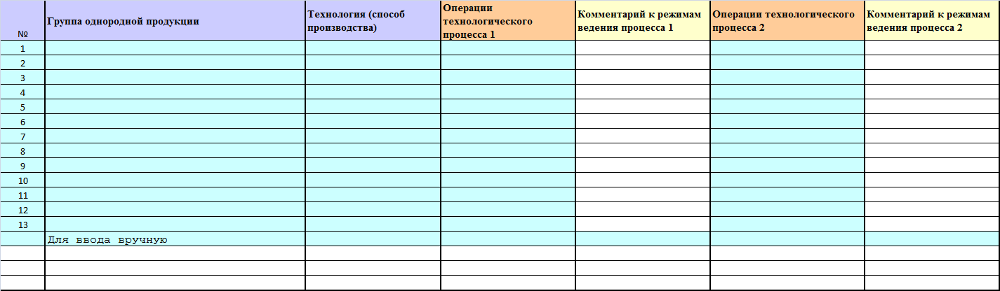 №
Группа однородной продукции
Технология (способ
производства)
Операции
технологического
процесса 1
Комментарий к режимам
ведения процесса 1
Операции технологического
процесса 2
Комментарий к режимам
ведения процесса 2
1
2
3
4
5
6
7
8
9
10
11
12
13
Для ввода вручную